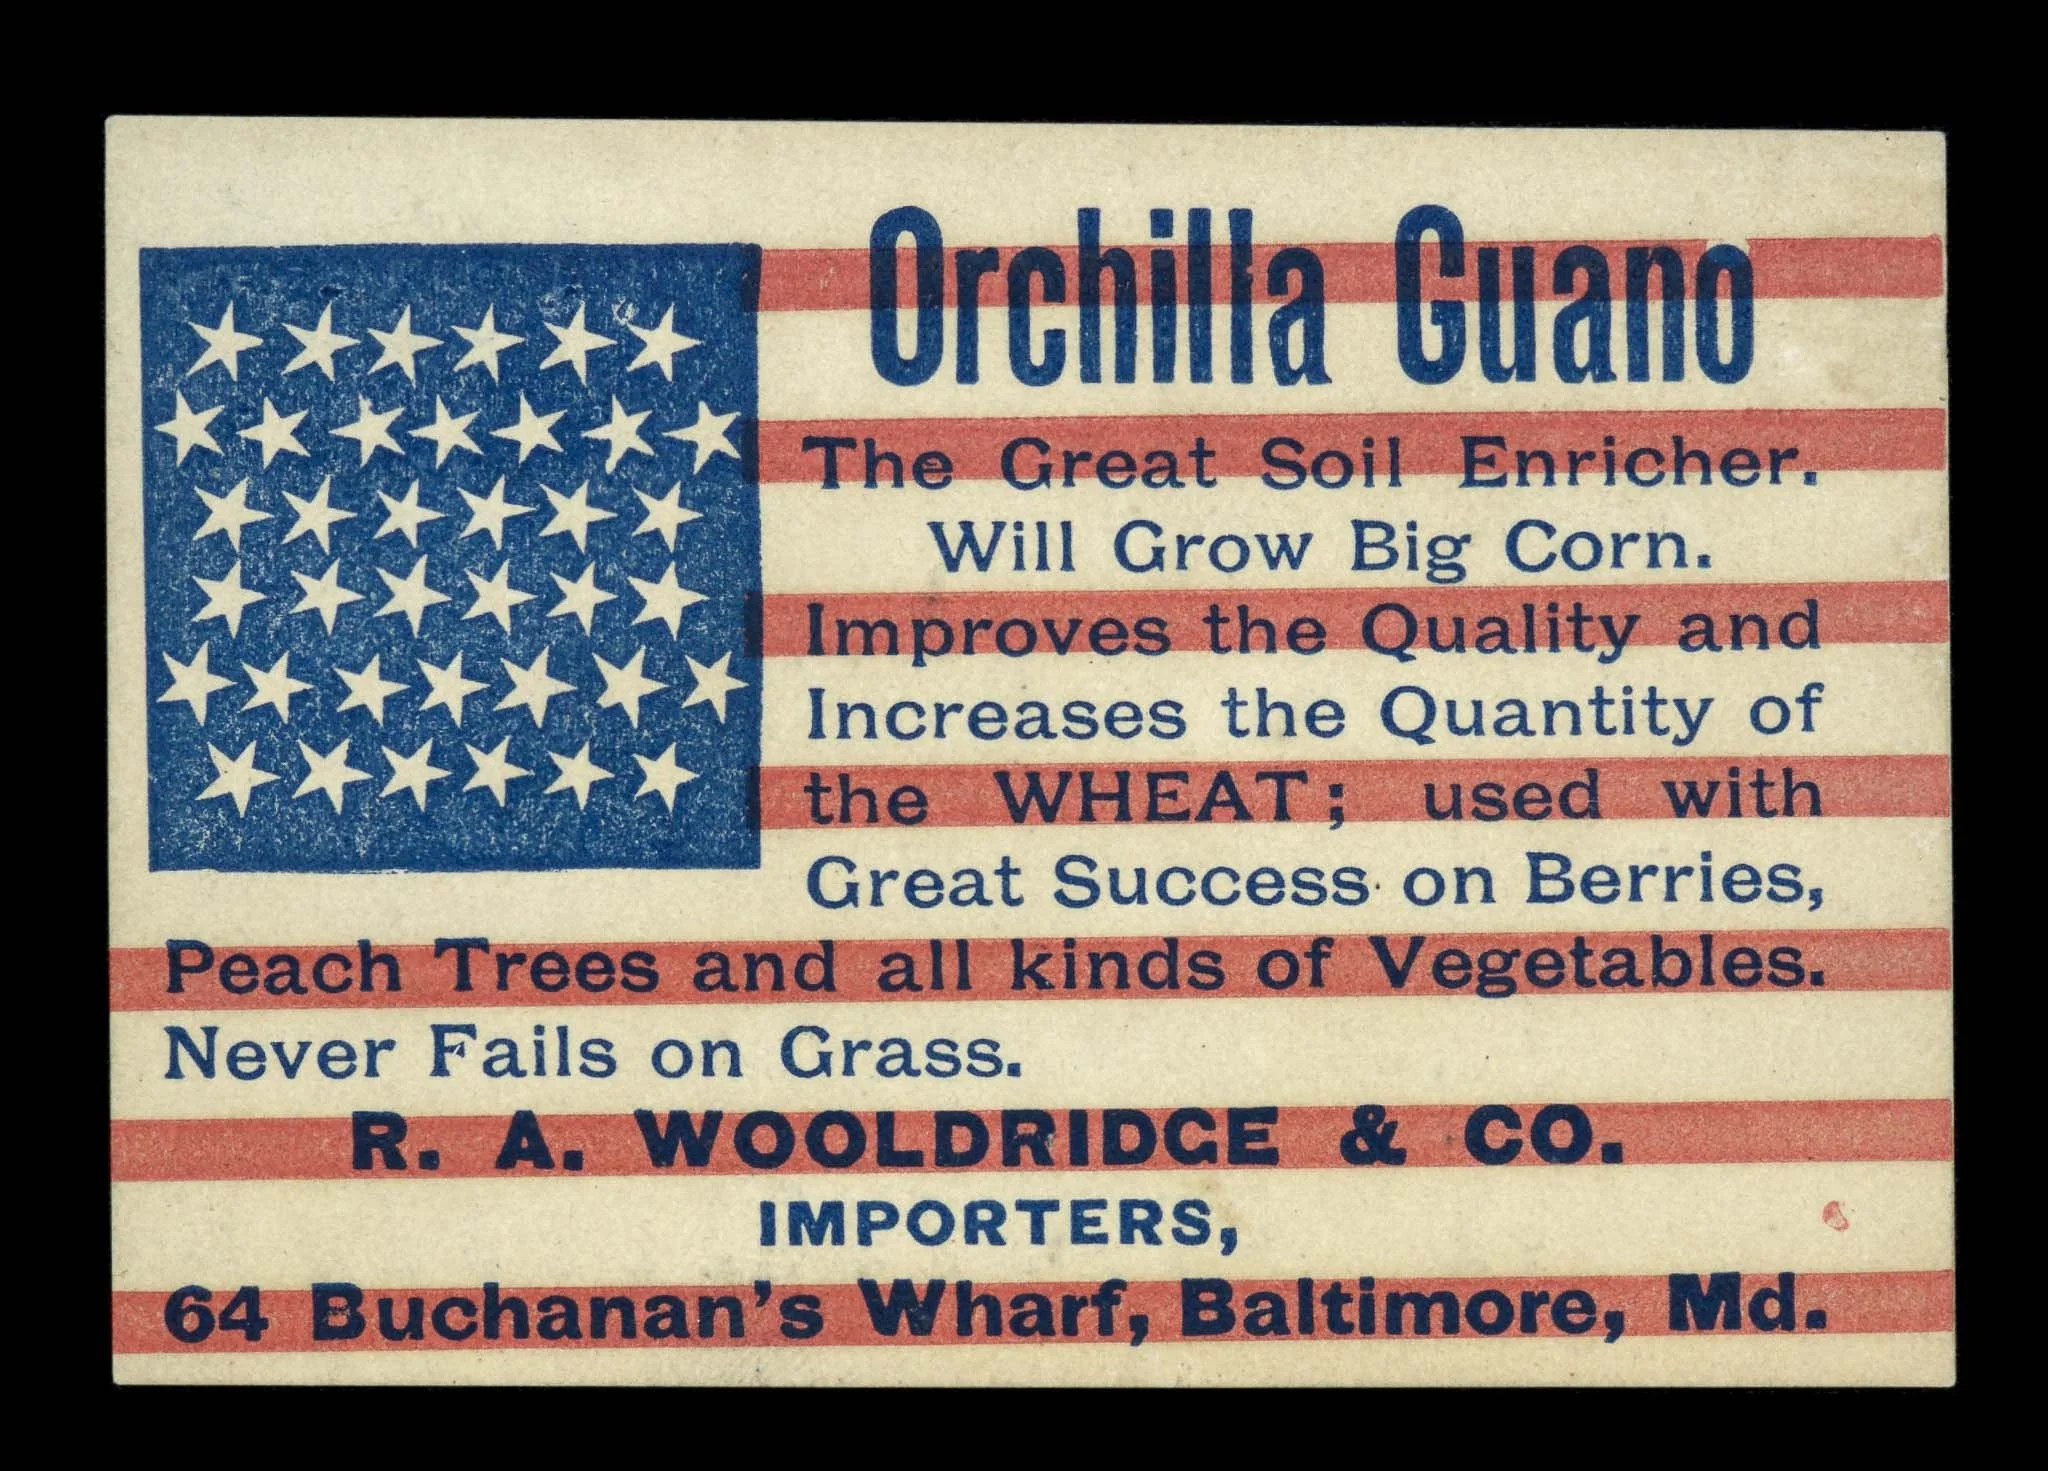 Orchilla Guano
The Great Soil Enricher.
Will Grow Big Corn.
Improves the Quality and
Increases the Quantity of
the WHEAT; used with
Great Success on Berries,
Peach Trees and all kinds of Vegetables.
Never Fails on Grass.
R. A. WOOLDRIDGE & CO.
IMPORTERS,
64 Buchanan's Wharf, Baltimore, Md.